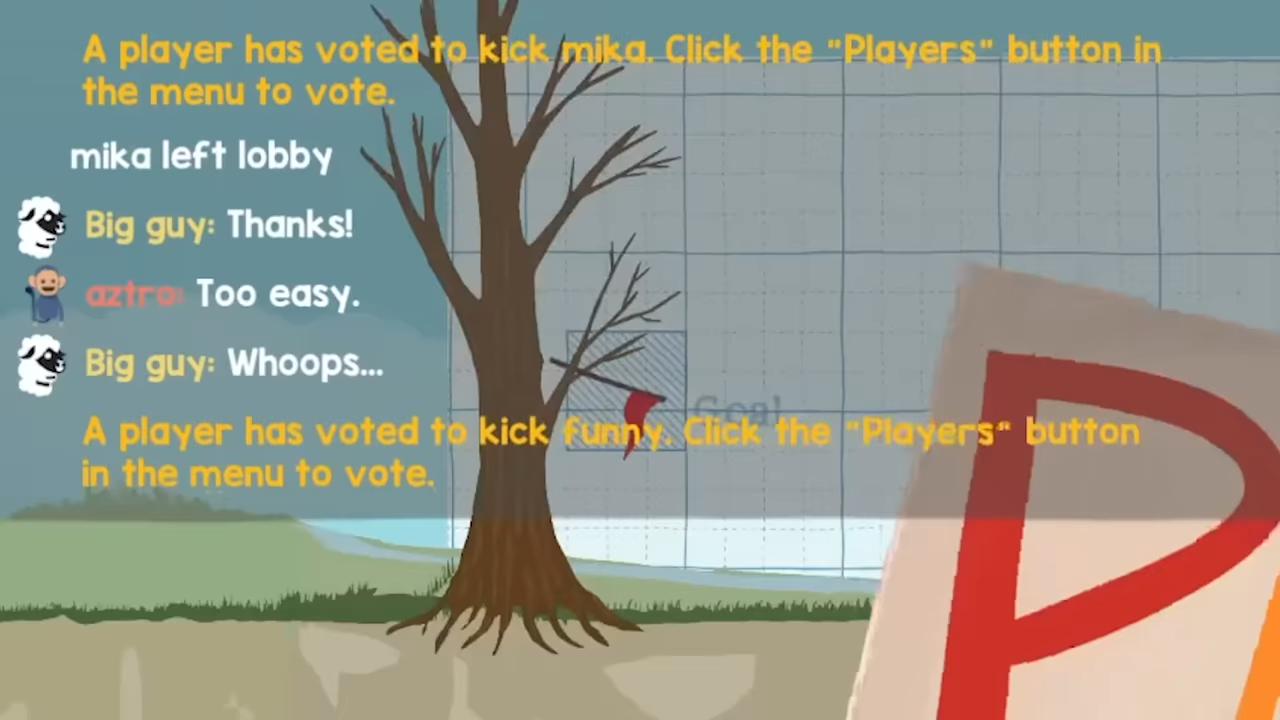 A player has voted to kick mika. Click the "Players" button in
the menu to vote.
mika left lobby
Big guy: Thanks!
aztro: Too easy.
Big guy: Whoops...
Goal
A player has voted to kick funny. Click the "Players" button
in the menu to vote.
P